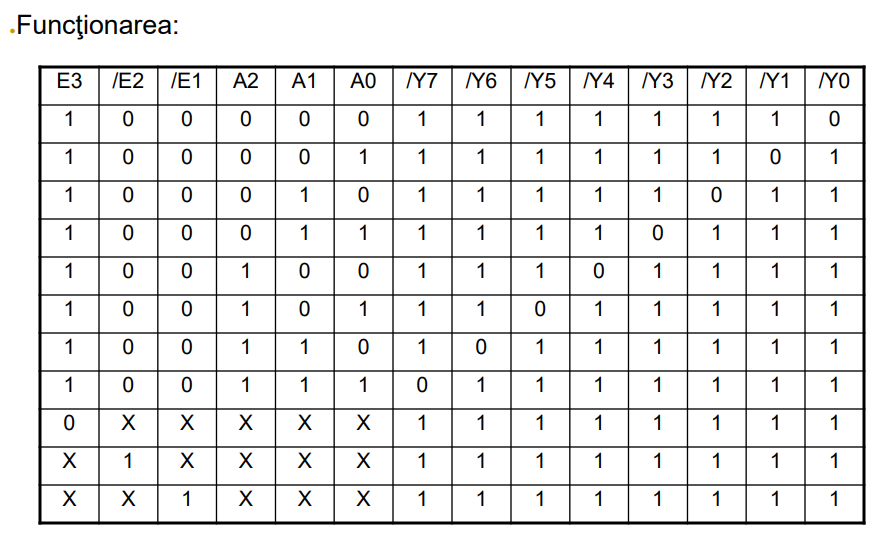 .Funcţionarea:
E3 /E2 /E1 A2 A1 A0 /Y7 /Y6 /Y5 /Y4 /Y3 /Y2 /Y1 /Y0
1 0 0 0 0 0 1 1 1 1 1 1 1 0
1 0 0 0 0 1 1 1 1 1 1 1 0 1
1 0 0 0 1 0 1 1 1 1 1 0 1 1
1 0 0 0 1 1 1 1 1 1 0 1 1 1
1 0 0 1 0 0 1 1 1 0 1 1 1 1
1 0 0 1 0 1 1 1 0 1 1 1 1 1
1 0 0 1 1 0 1 0 1 1 1 1 1 1
1 0 0 1 1 1 0 1 1 1 1 1 1 1
0 X X X X X 1 1 1 1 1 1 1 1
X 1 X X X X 1 1 1 1 1 1 1 1
X X 1 X X X 1 1 1 1 1 1 1 1